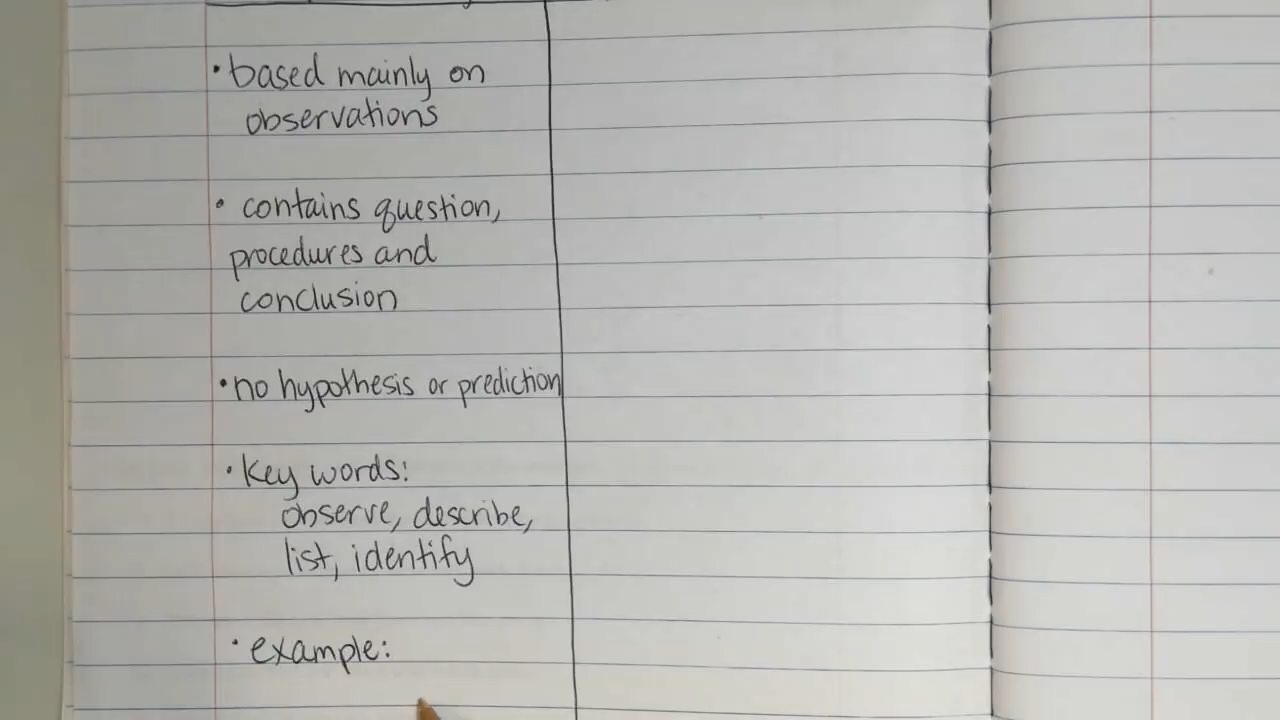 • based mainly on
observations
• contains question,
procedures and
conclusion
• no hypothesis or prediction
• Key words:
observe, describe,
list, identify
• example: